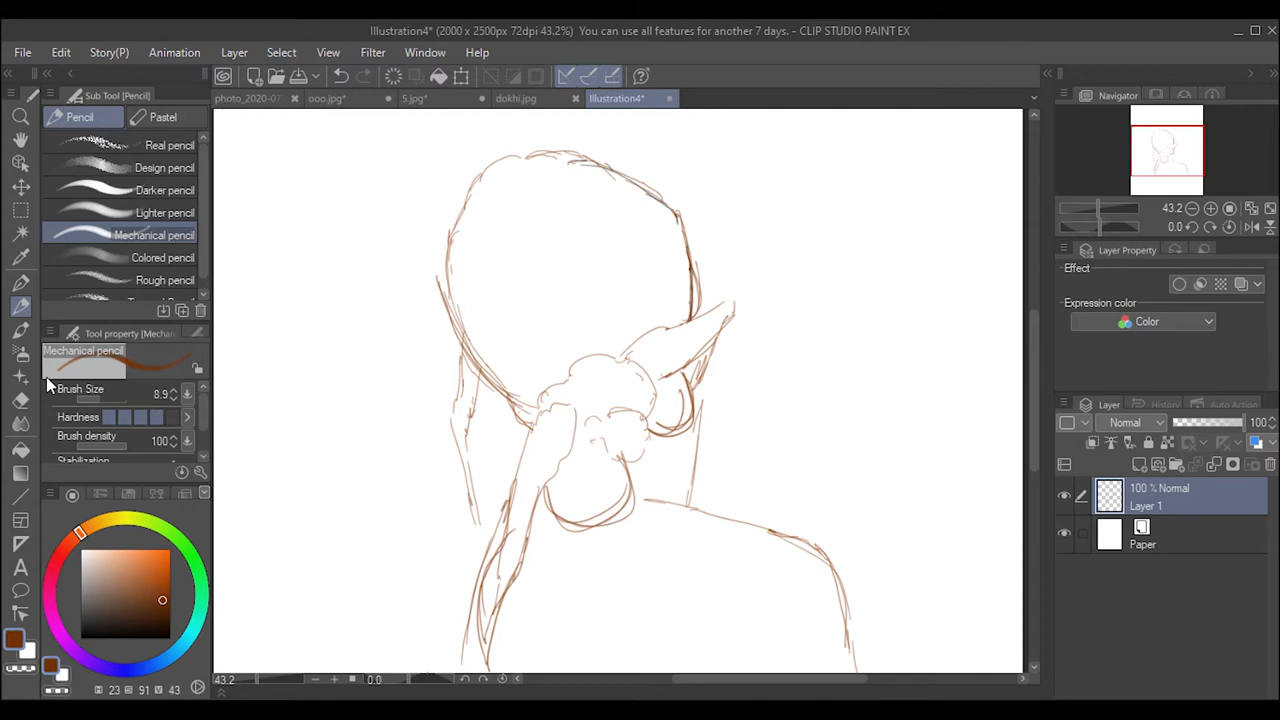 Illustration4* (2000 x 2500px 72dpi 43.2%) You can use all features for another 7 days. - CLIP STUDIO PAINT EX
File Edit Story(P) Animation Layer Select View Filter Window Help
Sub Tool [Pencil]
photo_2020-07 ooo.jpg* 5.jpg* dokhi.jpg Illustration4*
Navigator
Pencil Pastel
Real pencil
Design pencil
Darker pencil
Lighter pencil
Mechanical pencil
Colored pencil
Rough pencil
43.2
0.0
Layer Property
Effect
Expression color
Color
Tool property [Mechar
Mechanical pencil
Brush Size 8.9
Hardness
Brush density 100
Stabilization
Layer History Auto Action
Normal 100
100 % Normal
Layer 1
Paper
43.2 0.0
H 23 S 91 V 43